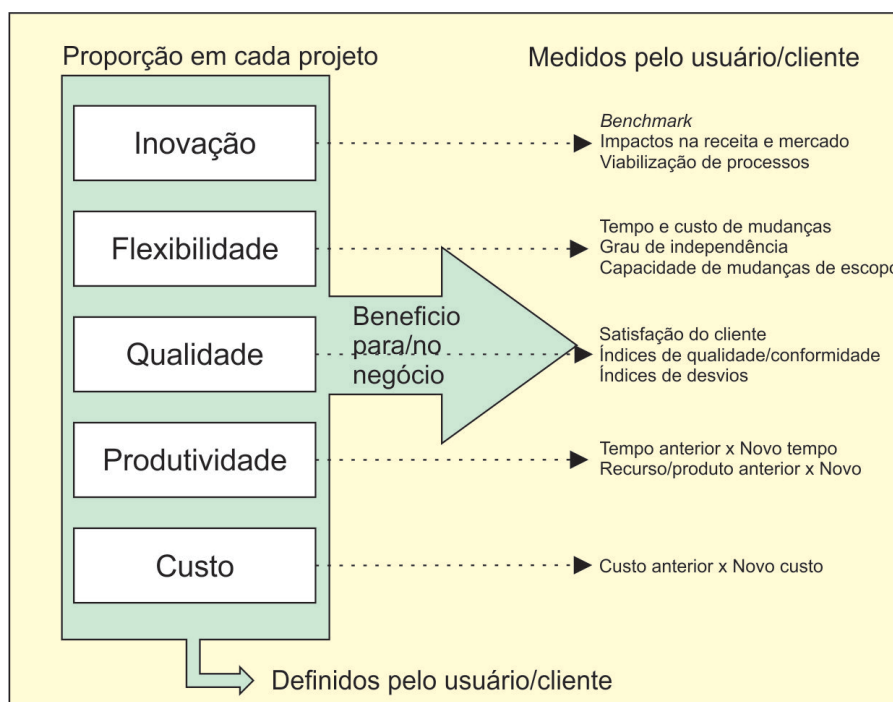 Proporção em cada projeto
Medidos pelo usuário/cliente
Inovação
Benchmark
Impactos na receita e mercado
Viabilização de processos
Flexibilidade
Tempo e custo de mudanças
Grau de independência
Capacidade de mudanças de escopo
Beneficio
para/no
negócio
Qualidade
Satisfação do cliente
Índices de qualidade/conformidade
Índices de desvios
Produtividade
Tempo anterior x Novo tempo
Recurso/produto anterior x Novo
Custo
Custo anterior x Novo custo
Definidos pelo usuário/cliente